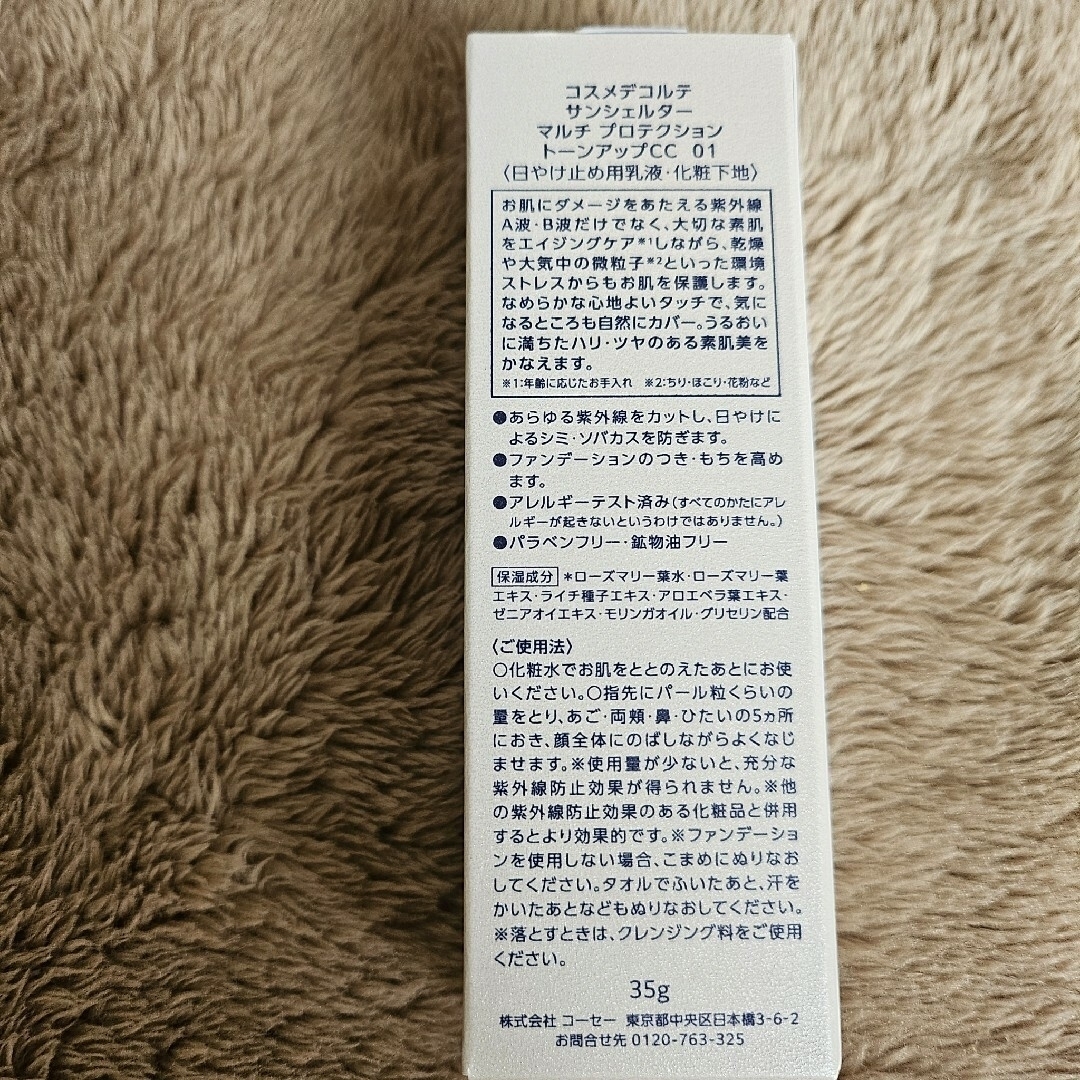 コスメデコルテ
サンシェルター
マルチ プロテクション
トーンアップCC 01
〈日やけ止め用乳液・化粧下地〉
お肌にダメージをあたえる紫外線
A波・B波だけでなく、大切な素肌
をエイジングケア※1しながら、乾燥
や大気中の微粒子※2といった環境
ストレスからもお肌を保護します。
なめらかな心地よいタッチで、気に
なるところも自然にカバー。うるおい
に満ちたハリ・ツヤのある素肌美を
かなえます。
※1:年齢に応じたお手入れ ※2:ちり・ほこり・花粉など
●あらゆる紫外線をカットし、日やけに
よるシミ・ソバカスを防ぎます。
●ファンデーションのつき・もちを高め
ます。
●アレルギーテスト済み(すべてのかたにアレ
ルギーが起きないというわけではありません。)
●パラベンフリー・鉱物油フリー
保湿成分 *ローズマリー葉水・ローズマリー葉
エキス・ライチ種子エキス・アロエベラ葉エキス・
ゼニアオイエキス・モリンガオイル・グリセリン配合
〈ご使用法〉
○化粧水でお肌をととのえたあとにお使
いください。○指先にパール粒くらいの
量をとり、あご・両頬・鼻・ひたいの5ヵ所
におき、顔全体にのばしながらよくなじ
ませます。※使用量が少ないと、充分な
紫外線防止効果が得られません。※他
の紫外線防止効果のある化粧品と併用
するとより効果的です。※ファンデーショ
ンを使用しない場合、こまめにぬりなお
してください。タオルでふいたあと、汗を
かいたあとなどもぬりなおしてください。
※落とすときは、クレンジング料をご使用
ください。
35g
株式会社 コーセー 東京都中央区日本橋3-6-2
お問合せ先 0120-763-325